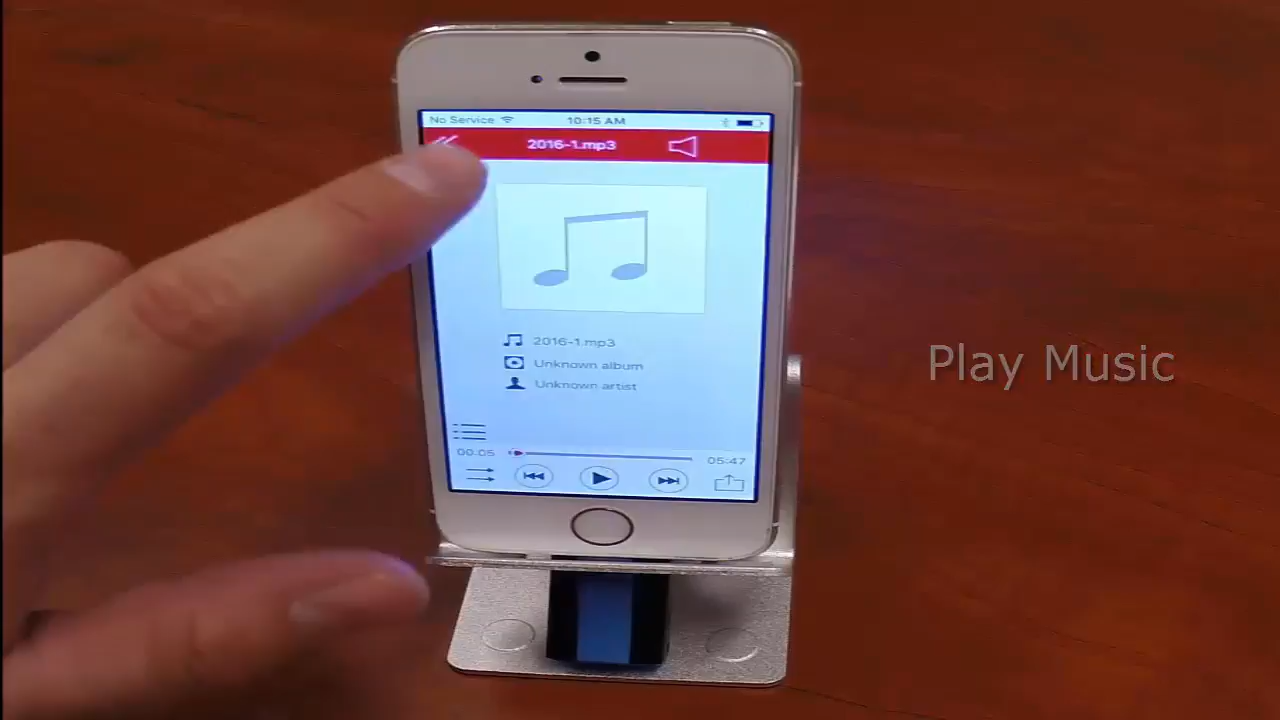 No Service 10:15 AM
2016-1.mp3
2016-1.mp3
Unknown album
Unknown artist
Play Music
00:05 05:47